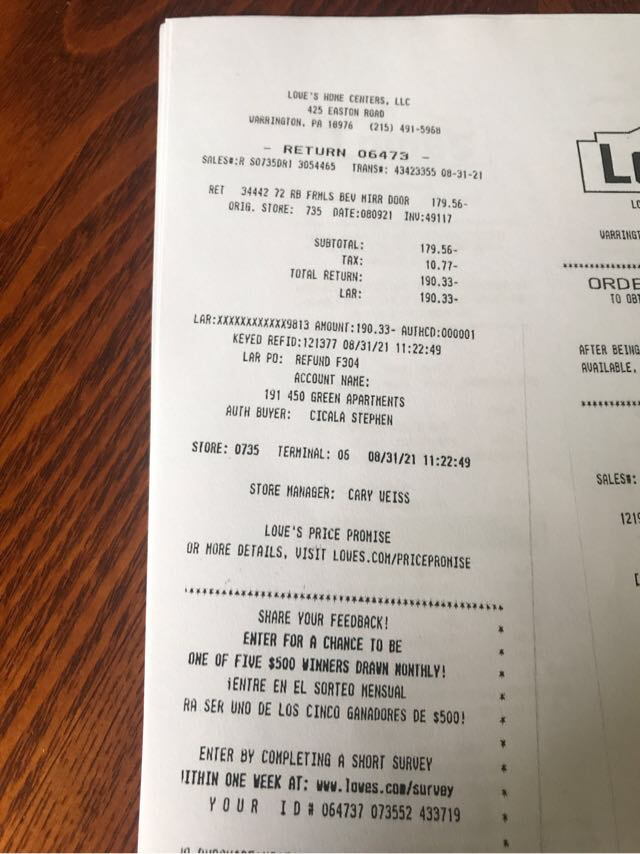 LOWE'S HOME CENTERS, LLC
425 EASTON ROAD
WARRINGTON, PA 18976 (215) 491-5968
- RETURN 06473 -
SALES#:R S0735DR1 3054465 TRANS#: 43423355 08-31-21
RET 34442 72 RB FRMLS BEV MIRR DOOR 179.56-
ORIG. STORE: 735 DATE:080921 INV:49117
SUBTOTAL: 179.56-
TAX: 10.77-
TOTAL RETURN: 190.33-
LAR: 190.33-
LAR:XXXXXXXXXXXX9813 AMOUNT:190.33- AUTHCD:000001
KEYED REFID:121377 08/31/21 11:22:49
LAR PO: REFUND F304
ACCOUNT NAME:
191 450 GREEN APARTMENTS
AUTH BUYER: CICALA STEPHEN
STORE: 0735 TERMINAL: 06 08/31/21 11:22:49
STORE MANAGER: CARY WEISS
LOWE'S PRICE PROMISE
OR MORE DETAILS, VISIT LOWES.COM/PRICEPROMISE
****************************************************
SHARE YOUR FEEDBACK! *
ENTER FOR A CHANCE TO BE *
ONE OF FIVE $500 WINNERS DRAWN MONTHLY! *
¡ENTRE EN EL SORTEO MENSUAL *
RA SER UNO DE LOS CINCO GANADORES DE $500! *
*
ENTER BY COMPLETING A SHORT SURVEY *
ITHIN ONE WEEK AT: www.lowes.com/survey *
YOUR ID# 064737 073552 433719 *
*
L
LO
WARRINGT
****************
ORDE
TO OBT
AFTER BEING
AVAILABLE,
****************
SALES#:
1219